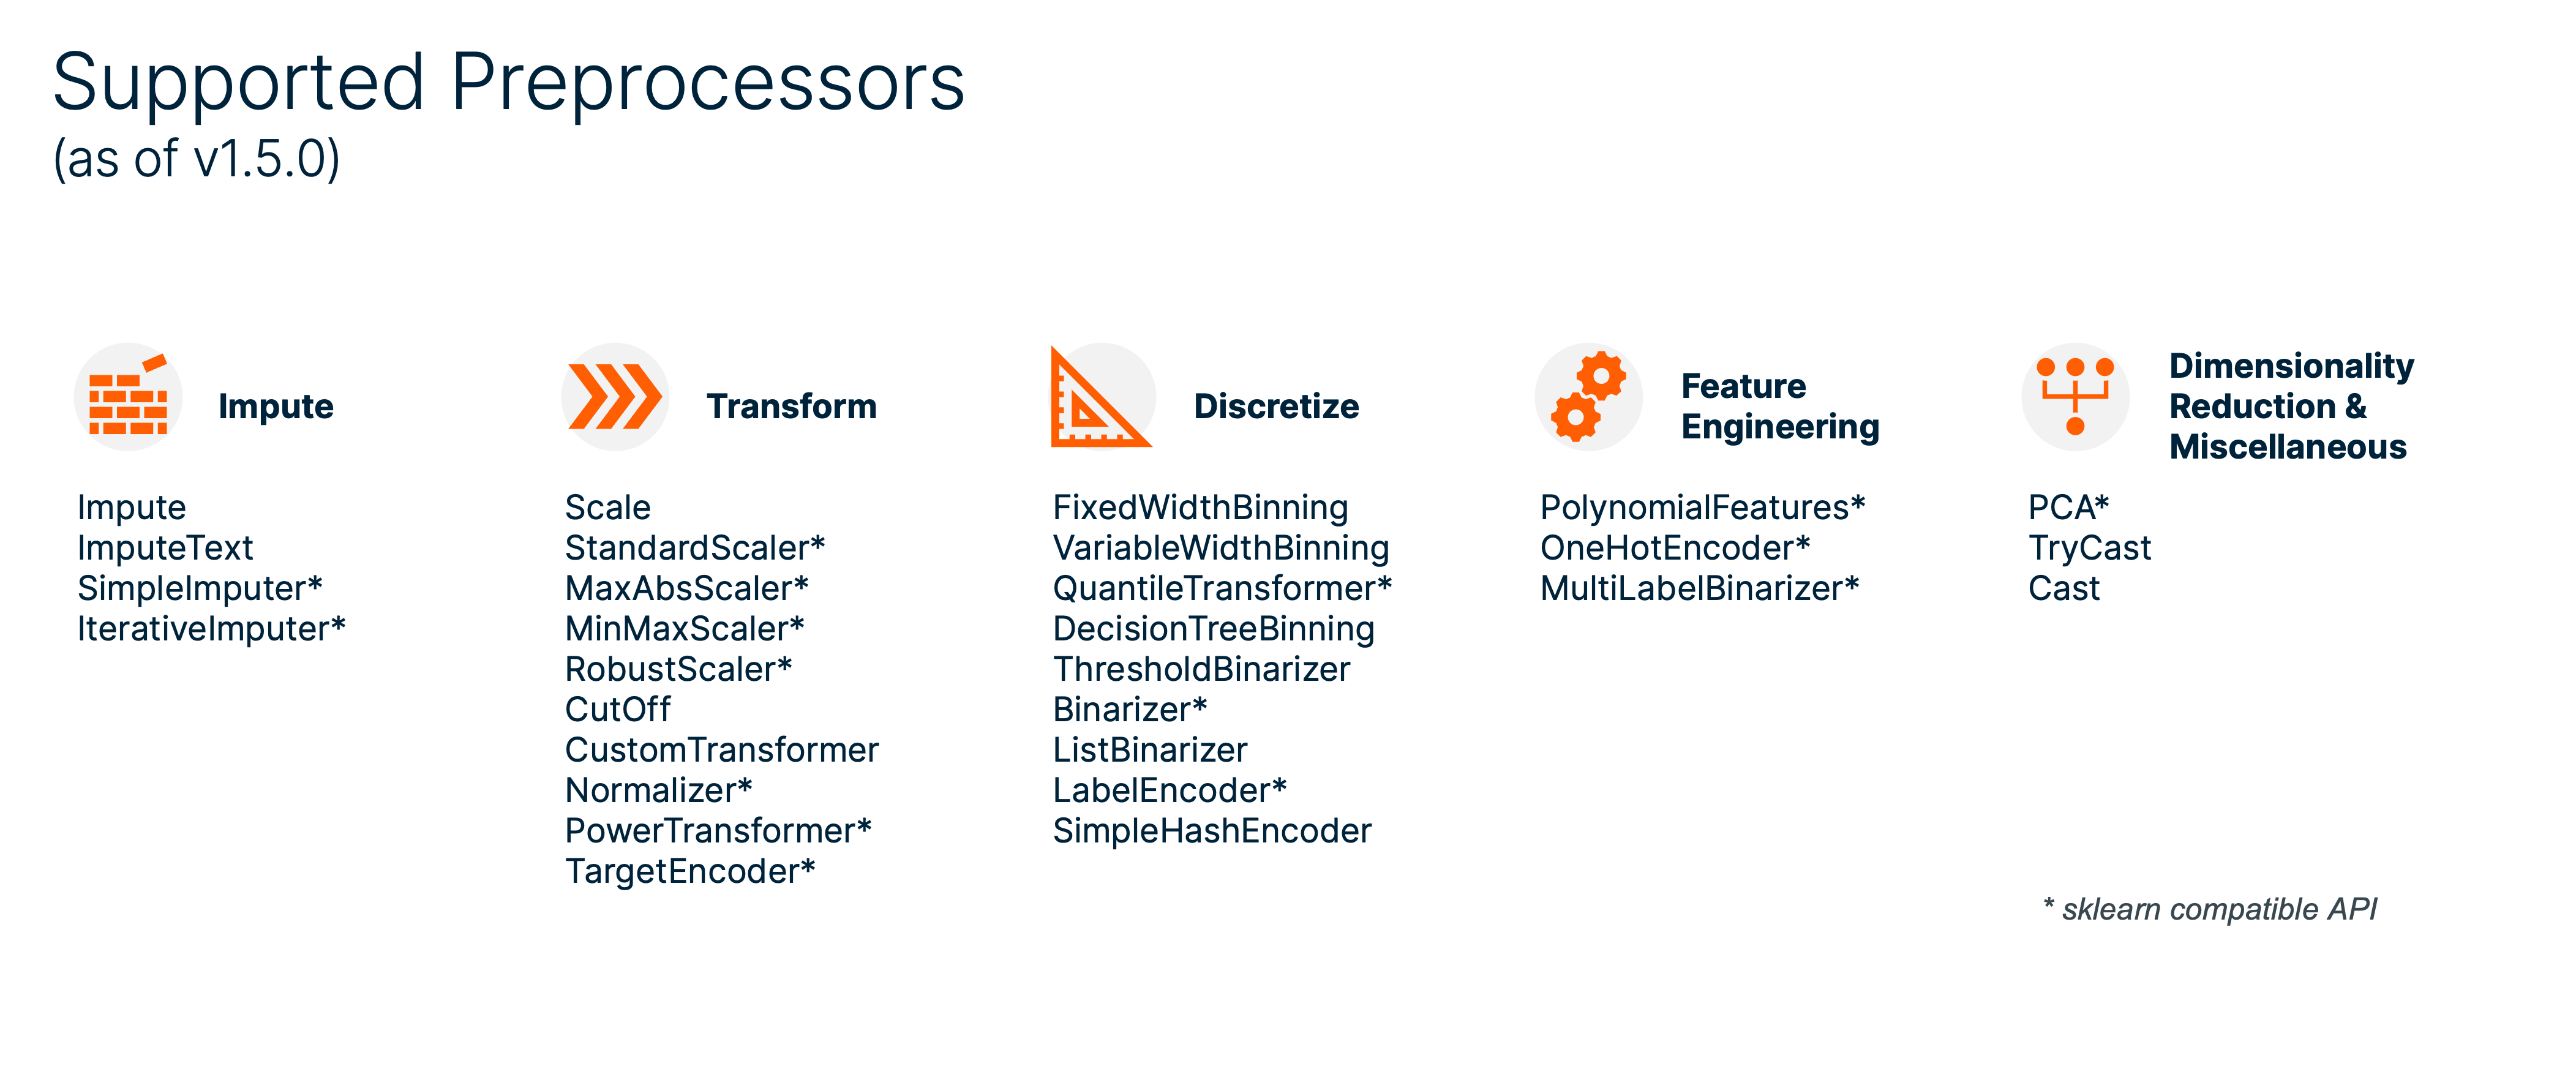 Supported Preprocessors
(as of v1.5.0)
Impute
Impute
ImputeText
SimpleImputer*
IterativeImputer*
Transform
Scale
StandardScaler*
MaxAbsScaler*
MinMaxScaler*
RobustScaler*
CutOff
CustomTransformer
Normalizer*
PowerTransformer*
TargetEncoder*
Discretize
FixedWidthBinning
VariableWidthBinning
QuantileTransformer*
DecisionTreeBinning
ThresholdBinarizer
Binarizer*
ListBinarizer
LabelEncoder*
SimpleHashEncoder
Feature
Engineering
PolynomialFeatures*
OneHotEncoder*
MultiLabelBinarizer*
Dimensionality
Reduction &
Miscellaneous
PCA*
TryCast
Cast
* sklearn compatible API